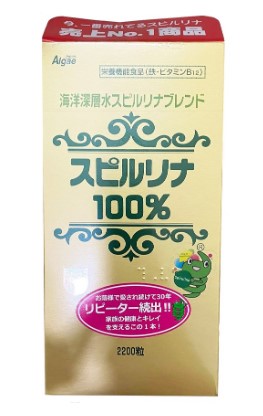 一番売れてるスピルリナ
売上No.1商品
Algae
栄養機能食品(鉄・ビタミンB12)
海洋深層水スピルリナブレンド
スピルリナ
100%
お客様で愛され続けて30年
リピーター続出!!
家族の健康とキレイ
を支えるこの1本!
2200粒